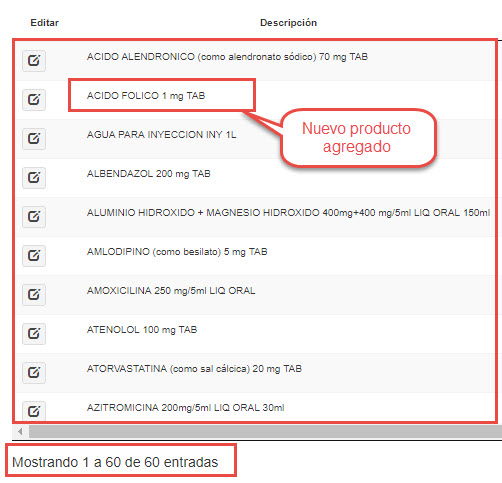 Editar Descripción
ACIDO ALENDRONICO (como alendronato sódico) 70 mg TAB
ACIDO FOLICO 1 mg TAB
Nuevo producto
agregado
AGUA PARA INYECCION INY 1L
ALBENDAZOL 200 mg TAB
ALUMINIO HIDROXIDO + MAGNESIO HIDROXIDO 400mg+400 mg/5ml LIQ ORAL 150ml
AMLODIPINO (como besilato) 5 mg TAB
AMOXICILINA 250 mg/5ml LIQ ORAL
ATENOLOL 100 mg TAB
ATORVASTATINA (como sal cálcica) 20 mg TAB
AZITROMICINA 200mg/5ml LIQ ORAL 30ml
Mostrando 1 a 60 de 60 entradas